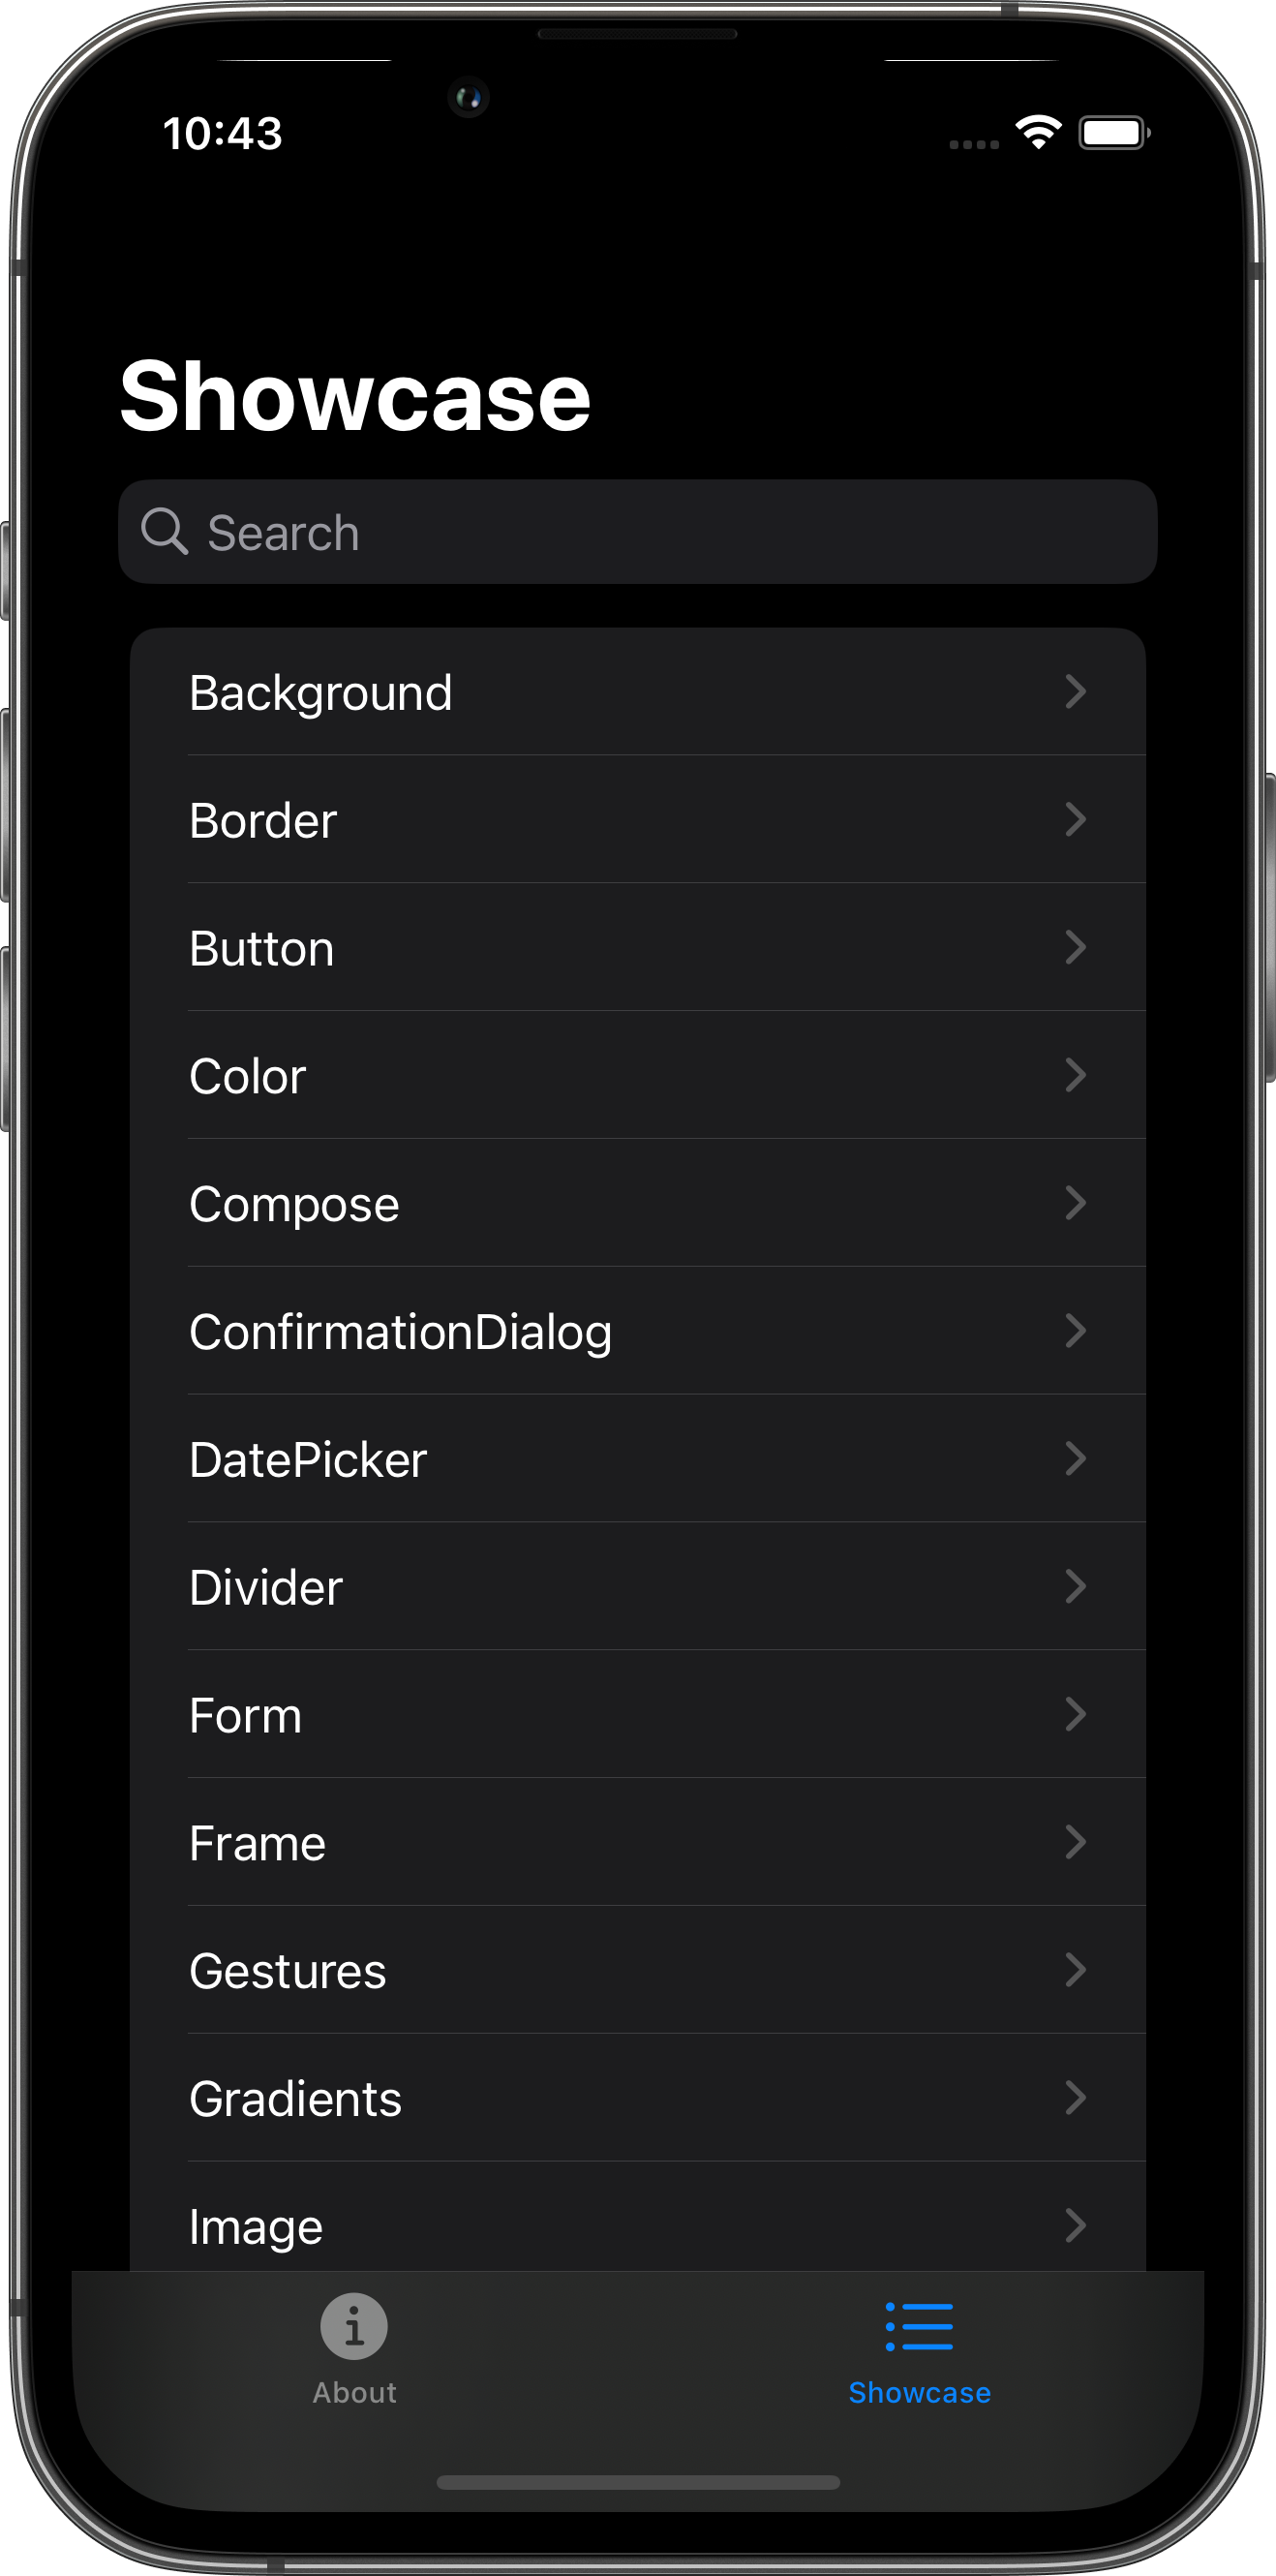 10:43
Showcase
Search
Background
Border
Button
Color
Compose
ConfirmationDialog
DatePicker
Divider
Form
Frame
Gestures
Gradients
Image
About
Showcase